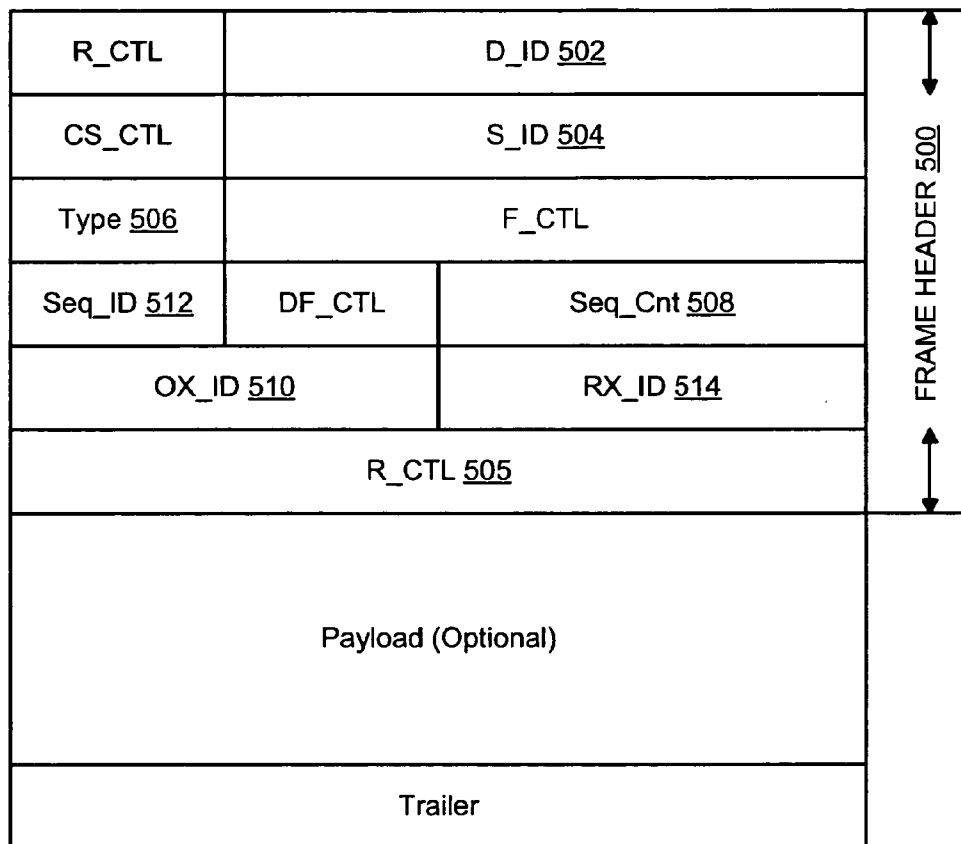 R_CTL D_ID 502
CS_CTL S_ID 504
Type 506 F_CTL
Seq_ID 512 DF_CTL Seq_Cnt 508
OX_ID 510 RX_ID 514
R_CTL 505
FRAME HEADER 500
Payload (Optional)
Trailer